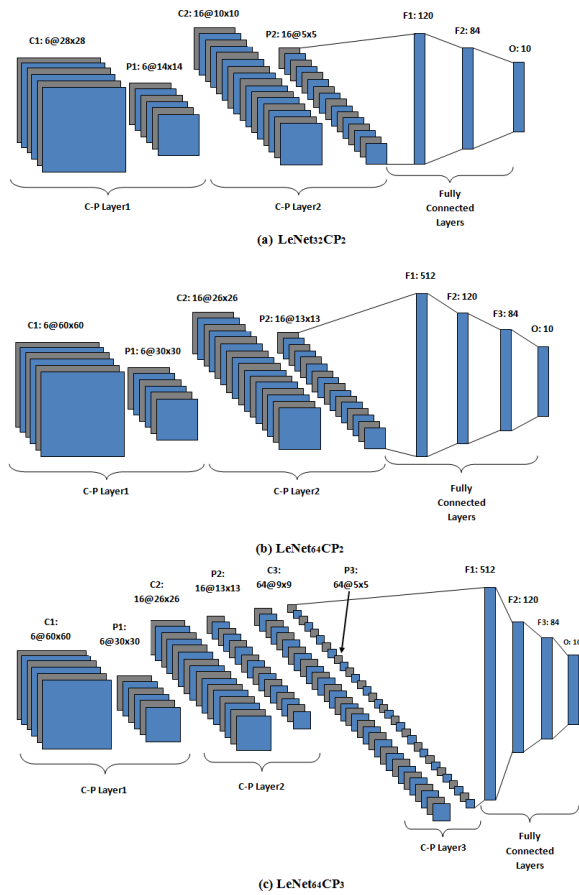 C1: 6@28x28
P1: 6@14x14
C2: 16@10x10
P2: 16@5x5
F1: 120
F2: 84
O: 10
C-P Layer1
C-P Layer2
Fully
Connected
Layers
(a) LeNet32CP2
C1: 6@60x60
P1: 6@30x30
C2: 16@26x26
P2: 16@13x13
F1: 512
F2: 120
F3: 84
O: 10
C-P Layer1
C-P Layer2
Fully
Connected
Layers
(b) LeNet64CP2
C1:
6@60x60
P1:
6@30x30
C2:
16@26x26
P2:
16@13x13
C3:
64@9x9
P3:
64@5x5
F1: 512
F2: 120
F3: 84
O: 10
C-P Layer1
C-P Layer2
C-P Layer3
Fully
Connected
Layers
(c) LeNet64CP3